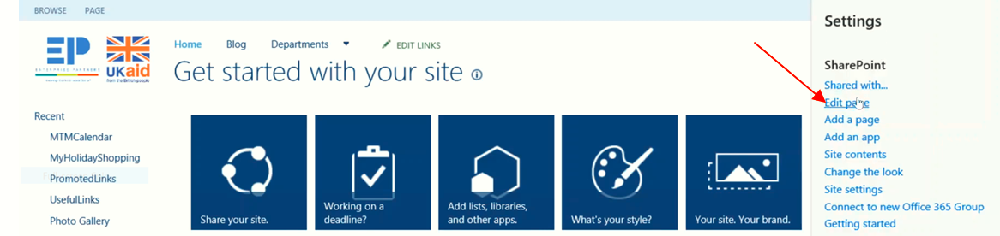 BROWSE PAGE
Settings
EP
ENTERPRISE PARTNERS
UKaid
from the British people
Home Blog Departments EDIT LINKS
Get started with your site
SharePoint
Shared with...
Edit page
Add a page
Add an app
Site contents
Change the look
Site settings
Connect to new Office 365 Group
Getting started
Recent
MTMCalendar
MyHolidayShopping
PromotedLinks
UsefulLinks
Photo Gallery
Share your site.
Working on a
deadline?
Add lists, libraries,
and other apps.
What's your style?
Your site. Your brand.